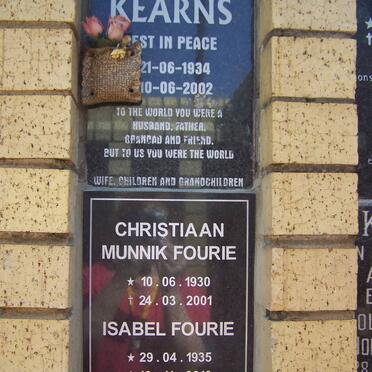 KEARNS
EST IN PEACE
21-06-1934
10-06-2002
TO THE WORLD YOU WERE A
HUSBAND, FATHER,
GRANDAD AND FRIEND,
BUT TO US YOU WERE THE WORLD
WIFE, CHILDREN AND GRANDCHILDREN
CHRISTIAAN
MUNNIK FOURIE
★ 10.06.1930
† 24.03.2001
ISABEL FOURIE
★ 29.04.1935